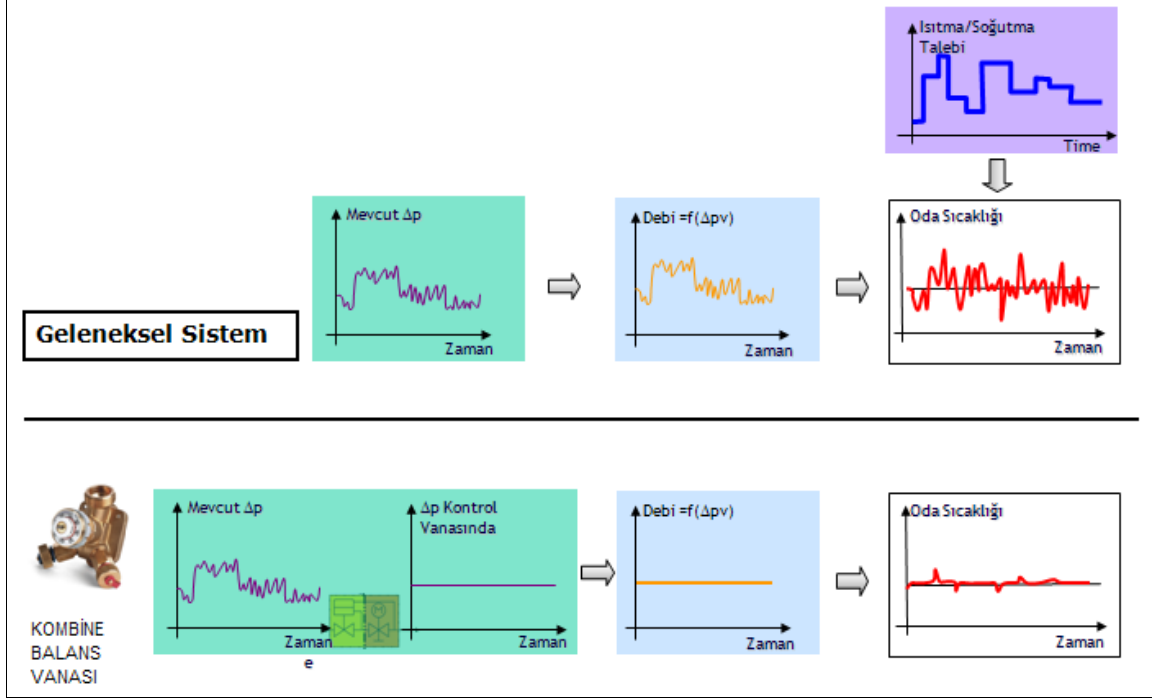 Isıtma/Soğutma
Talebi
Time
Mevcut Δp
Zaman
Debi =f(Δpv)
Zaman
Oda Sıcaklığı
Zaman
Geleneksel Sistem
KOMBİNE
BALANS
VANASI
Mevcut Δp
Zaman
e
Δp Kontrol
Vanasında
Zaman
M
Debi =f(Δpv)
Zaman
Oda Sıcaklığı
Zaman